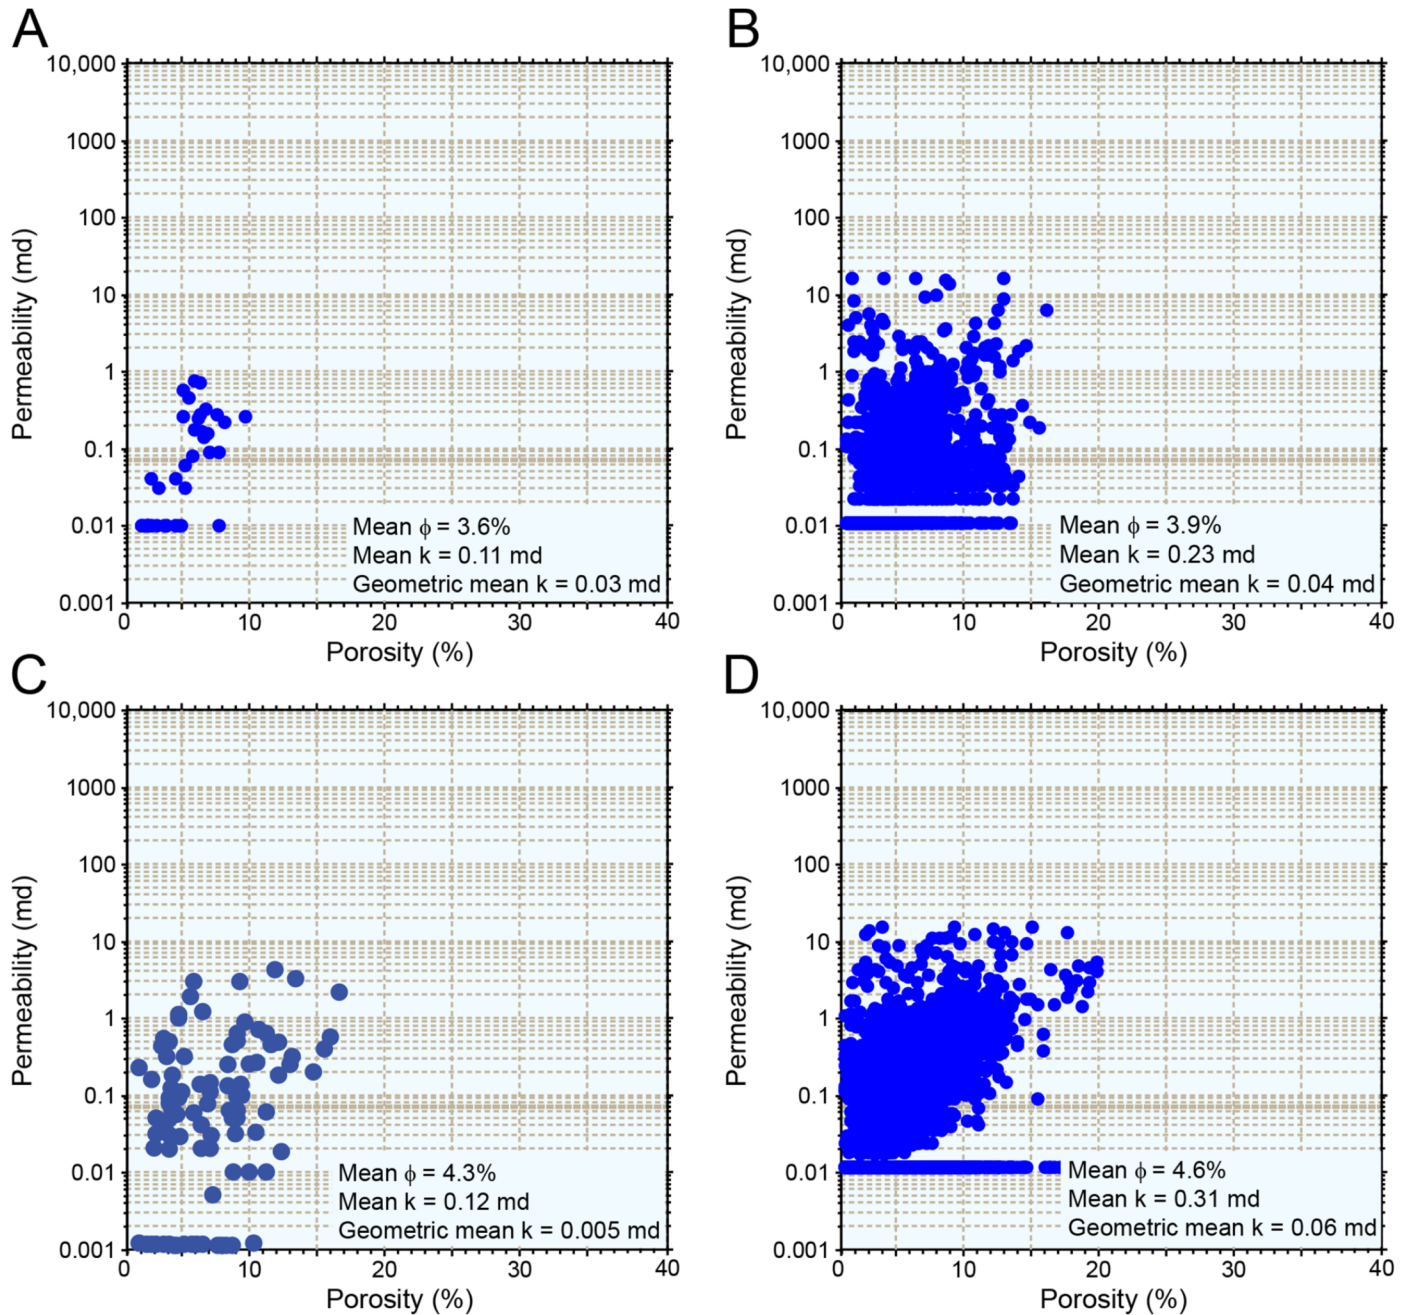 A
10,000
1000
100
10
1
0.1
0.01
0.001
Permeability (md)
Mean ϕ = 3.6%
Mean k = 0.11 md
Geometric mean k = 0.03 md
0 10 20 30 40
Porosity (%)
B
10,000
1000
100
10
1
0.1
0.01
0.001
Permeability (md)
Mean ϕ = 3.9%
Mean k = 0.23 md
Geometric mean k = 0.04 md
0 10 20 30 40
Porosity (%)
C
10,000
1000
100
10
1
0.1
0.01
0.001
Permeability (md)
Mean ϕ = 4.3%
Mean k = 0.12 md
Geometric mean k = 0.005 md
0 10 20 30 40
Porosity (%)
D
10,000
1000
100
10
1
0.1
0.01
0.001
Permeability (md)
Mean ϕ = 4.6%
Mean k = 0.31 md
Geometric mean k = 0.06 md
0 10 20 30 40
Porosity (%)